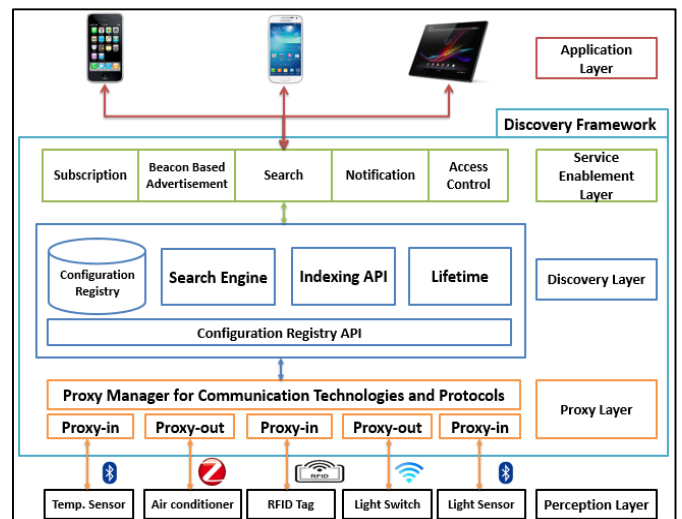 Application
Layer
Discovery Framework
Subscription
Beacon Based
Advertisement
Search
Notification
Access
Control
Service
Enablement
Layer
Configuration
Registry
Search Engine
Indexing API
Lifetime
Discovery Layer
Configuration Registry API
Proxy Manager for Communication Technologies and Protocols
Proxy Layer
Proxy-in
Proxy-out
Proxy-in
Proxy-out
Proxy-in
RFID
Temp. Sensor
Air conditioner
RFID Tag
Light Switch
Light Sensor
Perception Layer